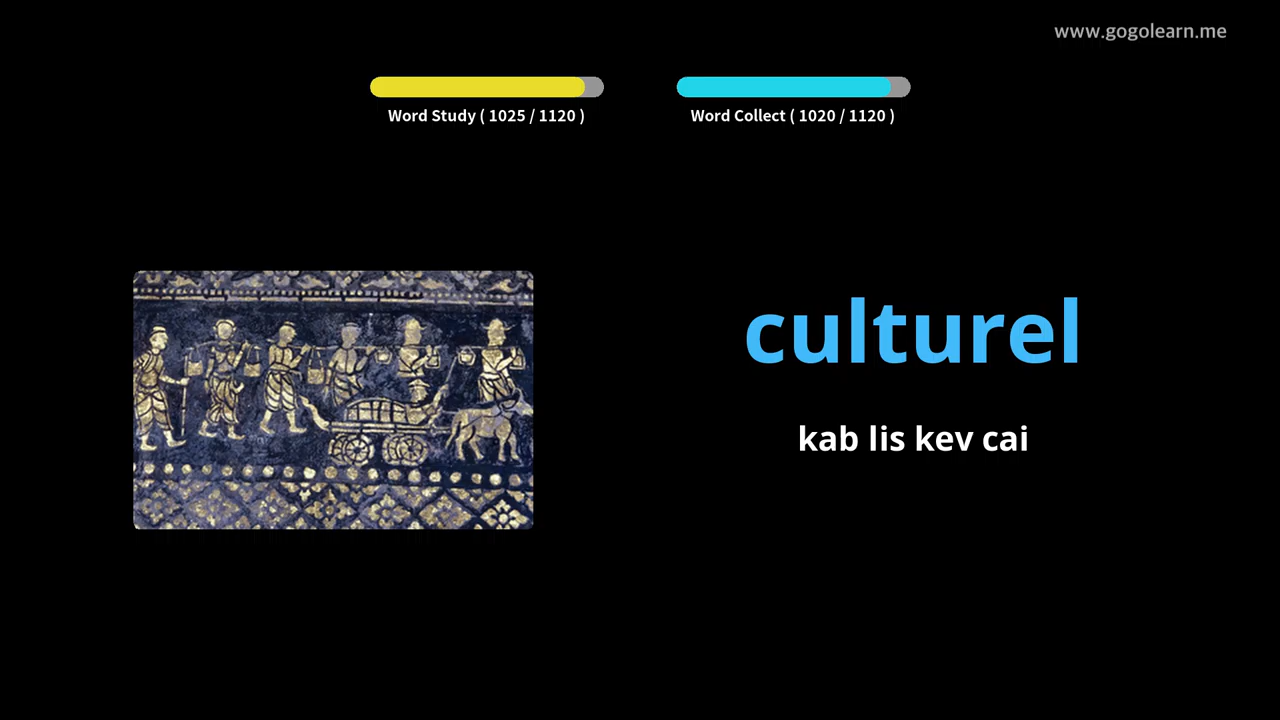 www.gogolearn.me
Word Study ( 1025 / 1120 )
Word Collect ( 1020 / 1120 )
culturel
kab lis kev cai